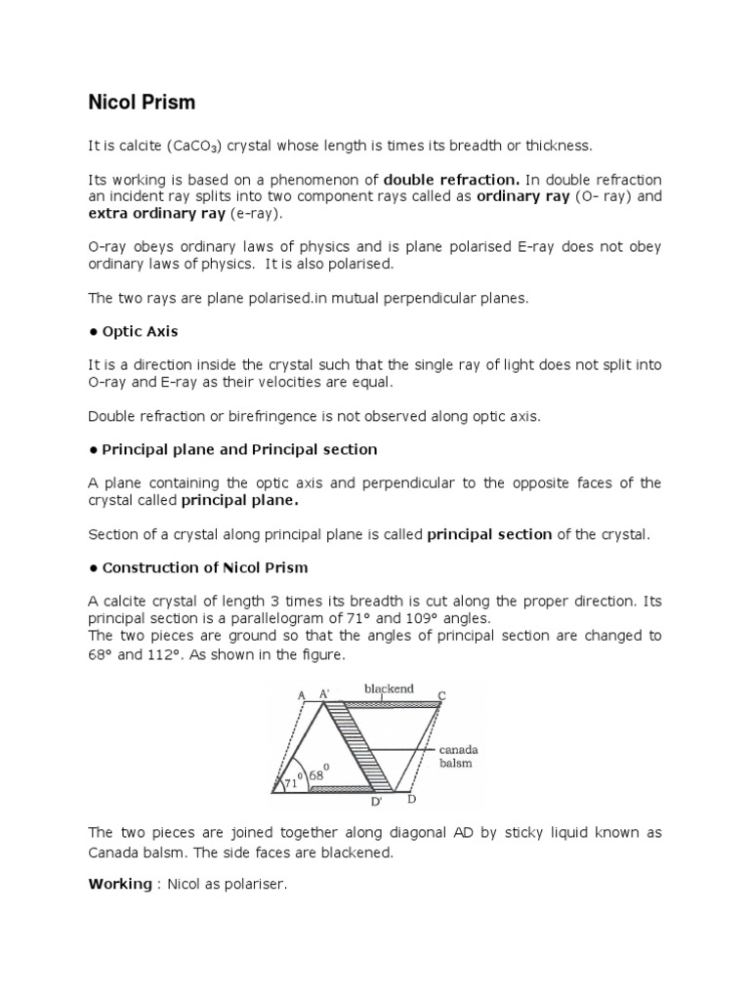 Nicol Prism
It is calcite (CaCO₃) crystal whose length is times its breadth or thickness.
Its working is based on a phenomenon of double refraction. In double refraction
an incident ray splits into two component rays called as ordinary ray (O- ray) and
extra ordinary ray (e-ray).
O-ray obeys ordinary laws of physics and is plane polarised E-ray does not obey
ordinary laws of physics. It is also polarised.
The two rays are plane polarised.in mutual perpendicular planes.
● Optic Axis
It is a direction inside the crystal such that the single ray of light does not split into
O-ray and E-ray as their velocities are equal.
Double refraction or birefringence is not observed along optic axis.
● Principal plane and Principal section
A plane containing the optic axis and perpendicular to the opposite faces of the
crystal called principal plane.
Section of a crystal along principal plane is called principal section of the crystal.
● Construction of Nicol Prism
A calcite crystal of length 3 times its breadth is cut along the proper direction. Its
principal section is a parallelogram of 71° and 109° angles.
The two pieces are ground so that the angles of principal section are changed to
68° and 112°. As shown in the figure.
A A' blackend C
canada
balsm
71⁰ 68⁰
D' D
The two pieces are joined together along diagonal AD by sticky liquid known as
Canada balsm. The side faces are blackened.
Working : Nicol as polariser.